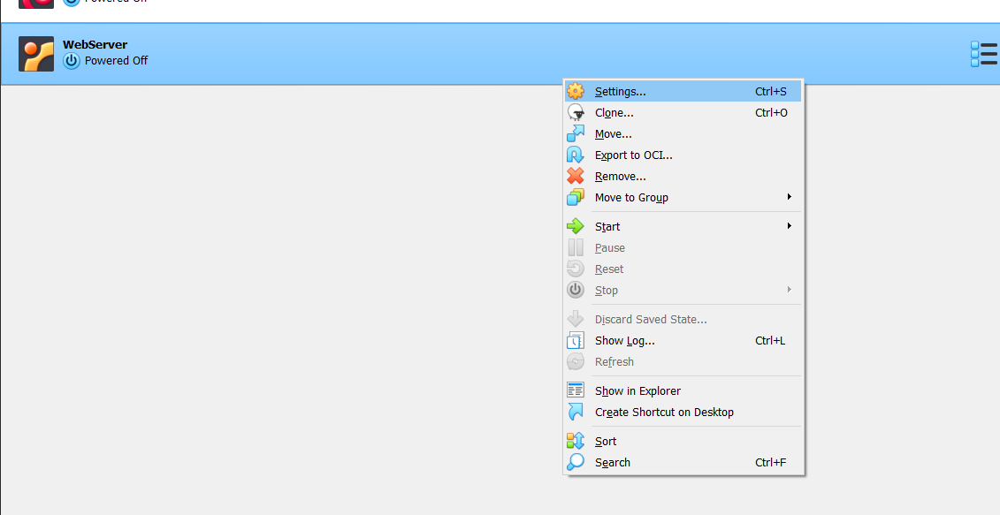 Powered Off
WebServer
Powered Off
Settings... Ctrl+S
Clone... Ctrl+O
Move...
Export to OCI...
Remove...
Move to Group
Start
Pause
Reset
Stop
Discard Saved State...
Show Log... Ctrl+L
Refresh
Show in Explorer
Create Shortcut on Desktop
Sort
Search Ctrl+F